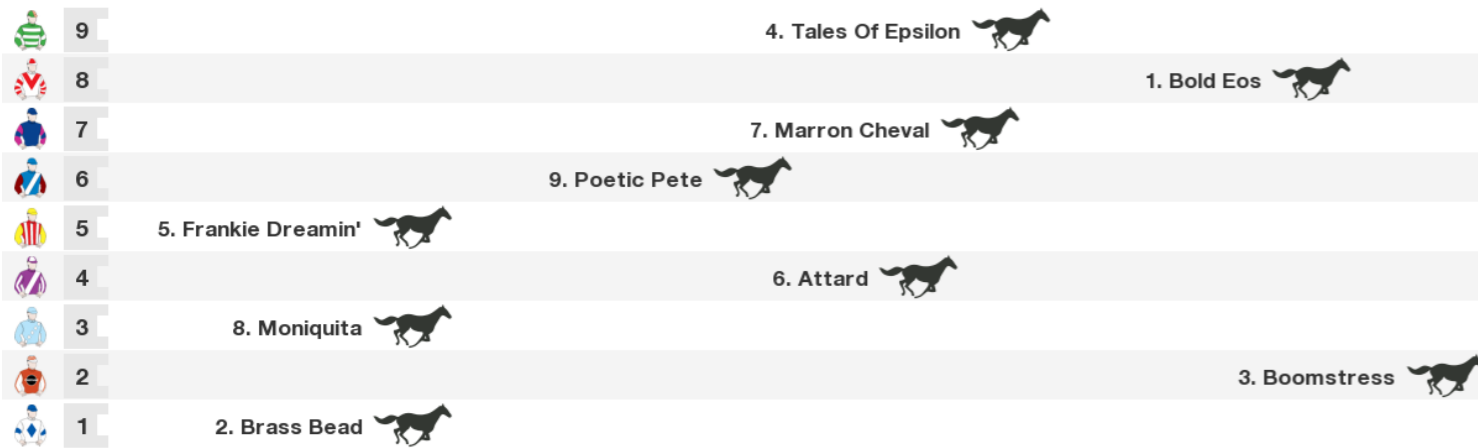 9 4. Tales Of Epsilon
8 1. Bold Eos
7 7. Marron Cheval
6 9. Poetic Pete
5 5. Frankie Dreamin'
4 6. Attard
3 8. Moniquita
2 3. Boomstress
1 2. Brass Bead